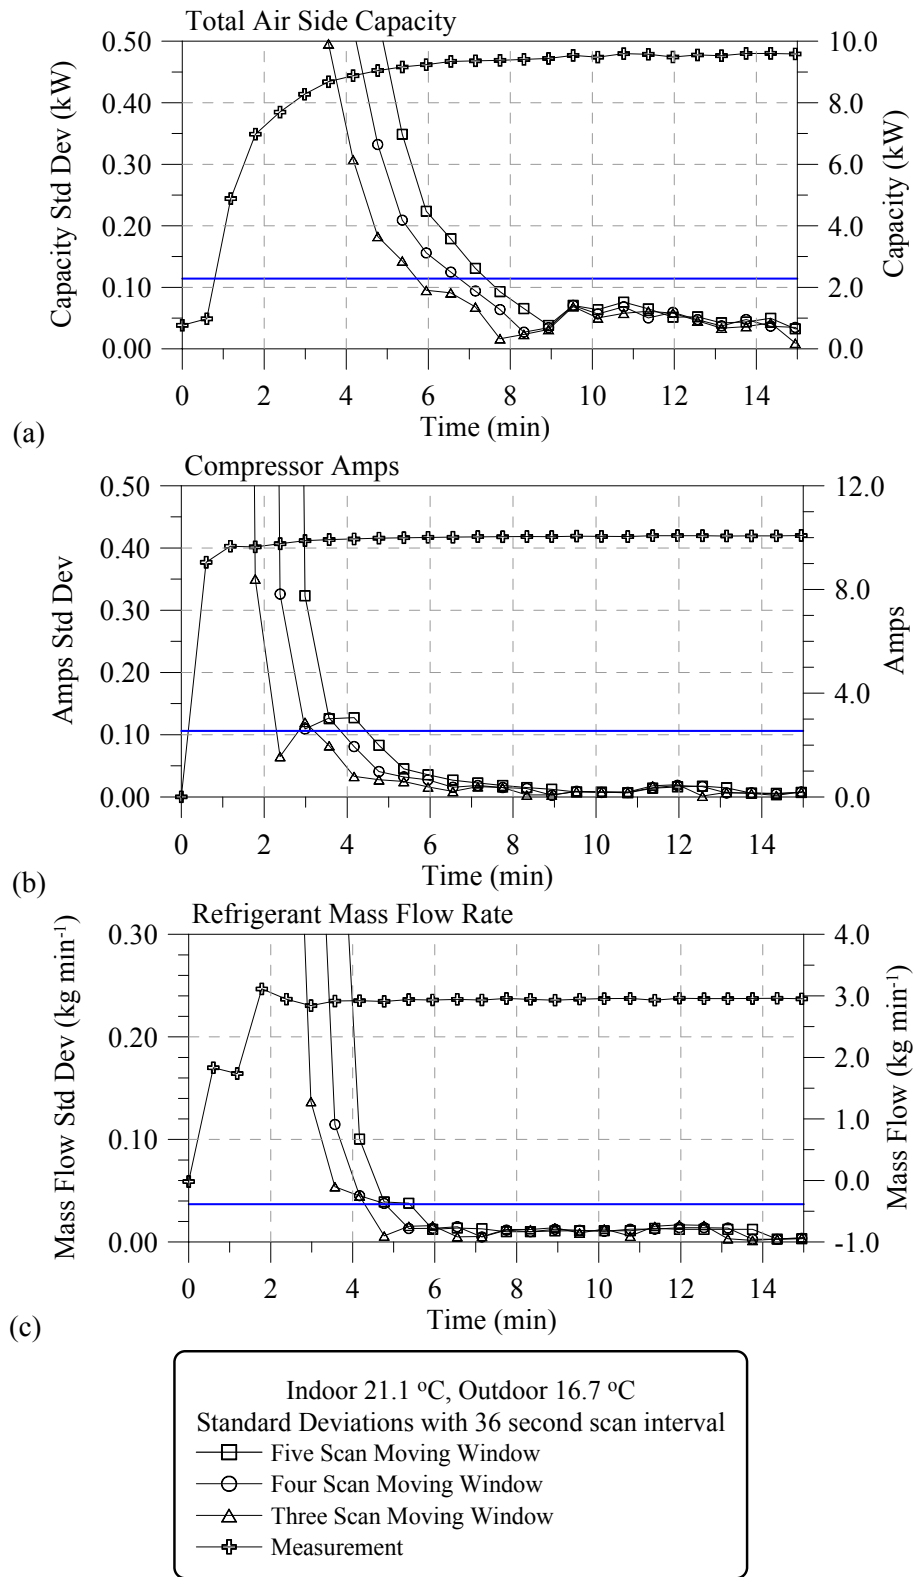 Total Air Side Capacity
Capacity Std Dev (kW)
0.50
0.40
0.30
0.20
0.10
0.00
10.0
8.0
6.0
4.0
2.0
0.0
Capacity (kW)
0 2 4 6 8 10 12 14
Time (min)
(a)
Compressor Amps
Amps Std Dev
0.50
0.40
0.30
0.20
0.10
0.00
12.0
8.0
4.0
0.0
Amps
0 2 4 6 8 10 12 14
Time (min)
(b)
Refrigerant Mass Flow Rate
Mass Flow Std Dev (kg min⁻¹)
0.30
0.20
0.10
0.00
4.0
3.0
2.0
1.0
0.0
-1.0
Mass Flow (kg min⁻¹)
0 2 4 6 8 10 12 14
Time (min)
(c)
Indoor 21.1 ºC, Outdoor 16.7 ºC
Standard Deviations with 36 second scan interval
Five Scan Moving Window
Four Scan Moving Window
Three Scan Moving Window
Measurement